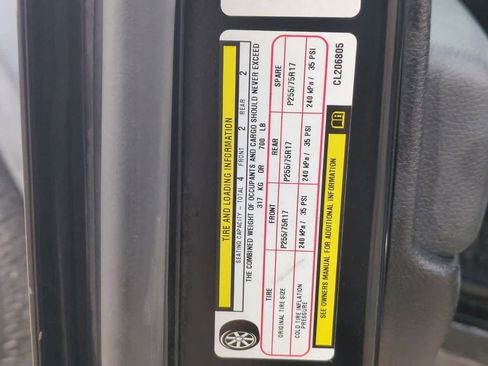 TIRE AND LOADING INFORMATION
SEATING CAPACITY - TOTAL 4 FRONT 2 REAR 2
THE COMBINED WEIGHT OF OCCUPANTS AND CARGO SHOULD NEVER EXCEED
317 KG OR 700 LB
TIRE FRONT REAR SPARE
ORIGINAL TIRE SIZE P255/75R17 P255/75R17 P255/75R17
COLD TIRE INFLATION PRESSURE 240 kPa / 35 PSI 240 kPa / 35 PSI 240 kPa / 35 PSI
SEE OWNERS MANUAL FOR ADDITIONAL INFORMATION
CL206805